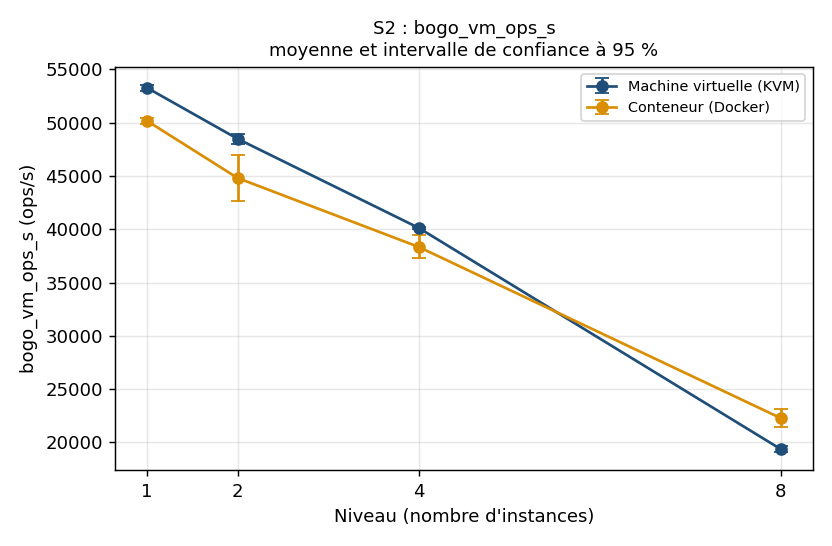 S2 : bogo_vm_ops_s
moyenne et intervalle de confiance à 95 %
Machine virtuelle (KVM)
Conteneur (Docker)
bogo_vm_ops_s (ops/s)
55000
50000
45000
40000
35000
30000
25000
20000
1 2 4 8
Niveau (nombre d'instances)